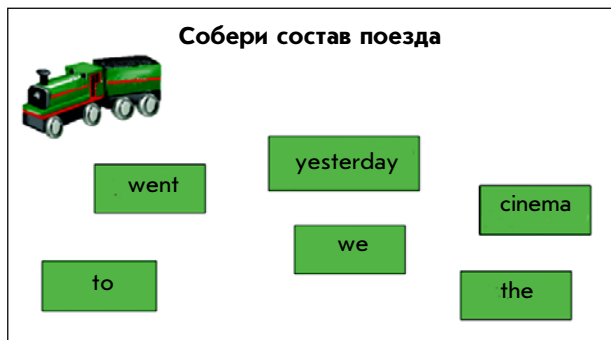 Собери состав поезда
yesterday
went
cinema
we
to
the